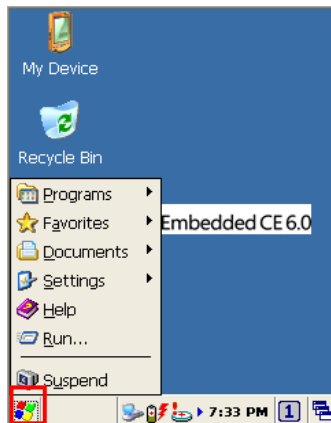 My Device
Recycle Bin
Programs
Favorites
Embedded CE 6.0
Documents
Settings
Help
Run...
Suspend
7:33 PM
1